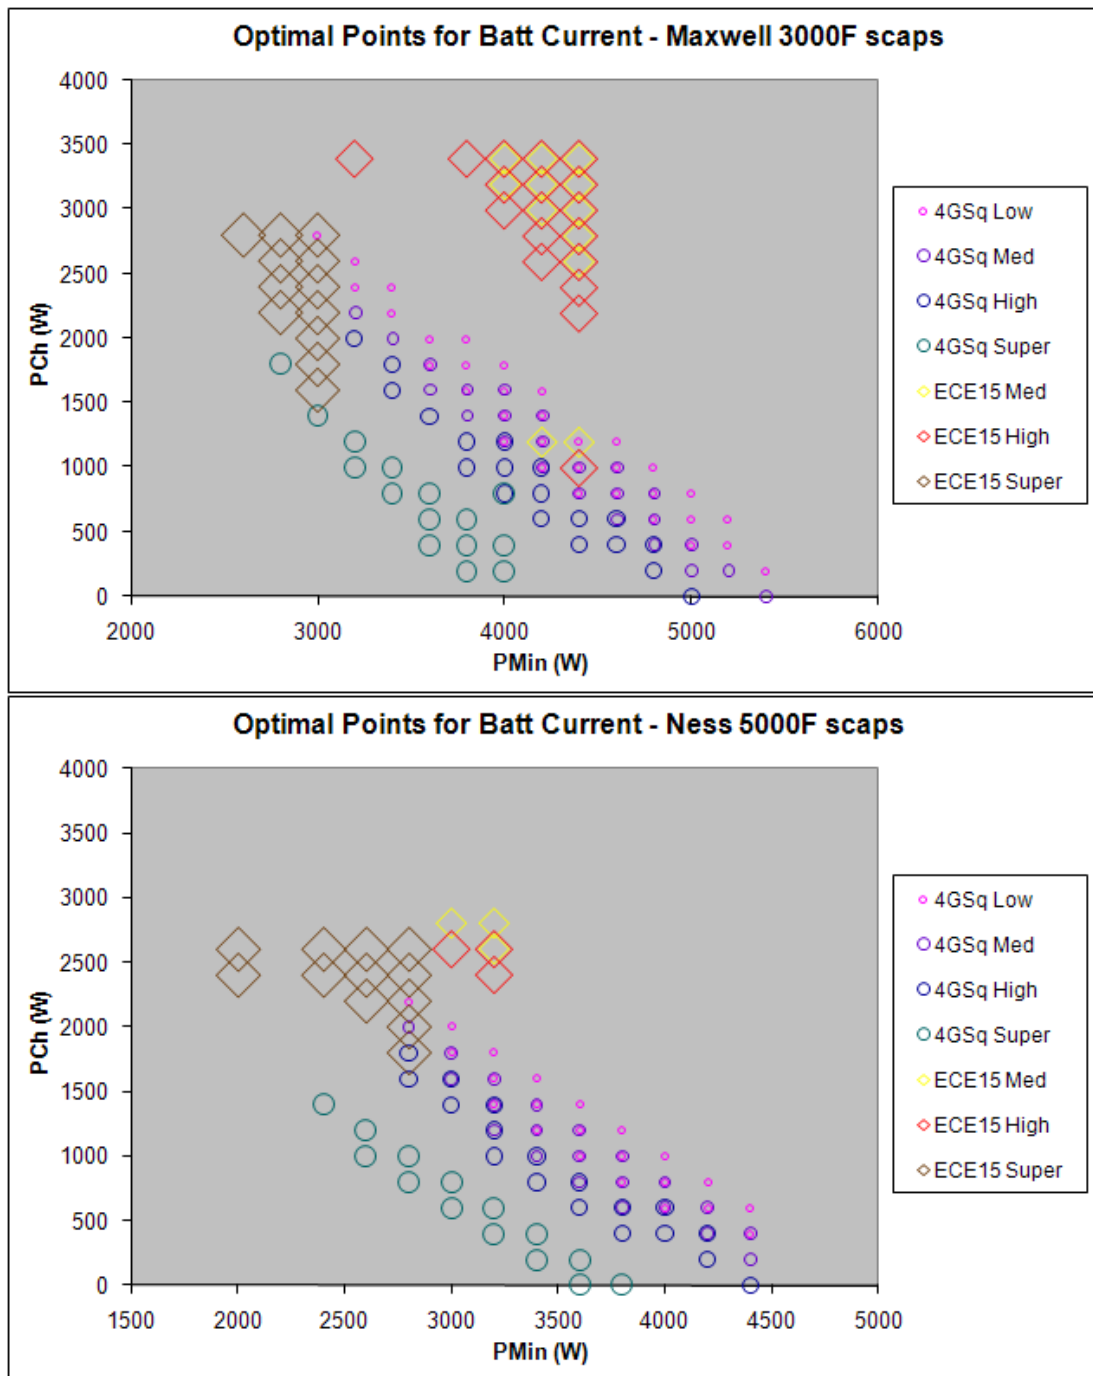 Optimal Points for Batt Current - Maxwell 3000F scaps
4000
3500
3000
2500
2000
1500
1000
500
0
PCh (W)
2000 3000 4000 5000 6000
PMin (W)
4GSq Low
4GSq Med
4GSq High
4GSq Super
ECE15 Med
ECE15 High
ECE15 Super
Optimal Points for Batt Current - Ness 5000F scaps
4000
3500
3000
2500
2000
1500
1000
500
0
PCh (W)
1500 2000 2500 3000 3500 4000 4500 5000
PMin (W)
4GSq Low
4GSq Med
4GSq High
4GSq Super
ECE15 Med
ECE15 High
ECE15 Super